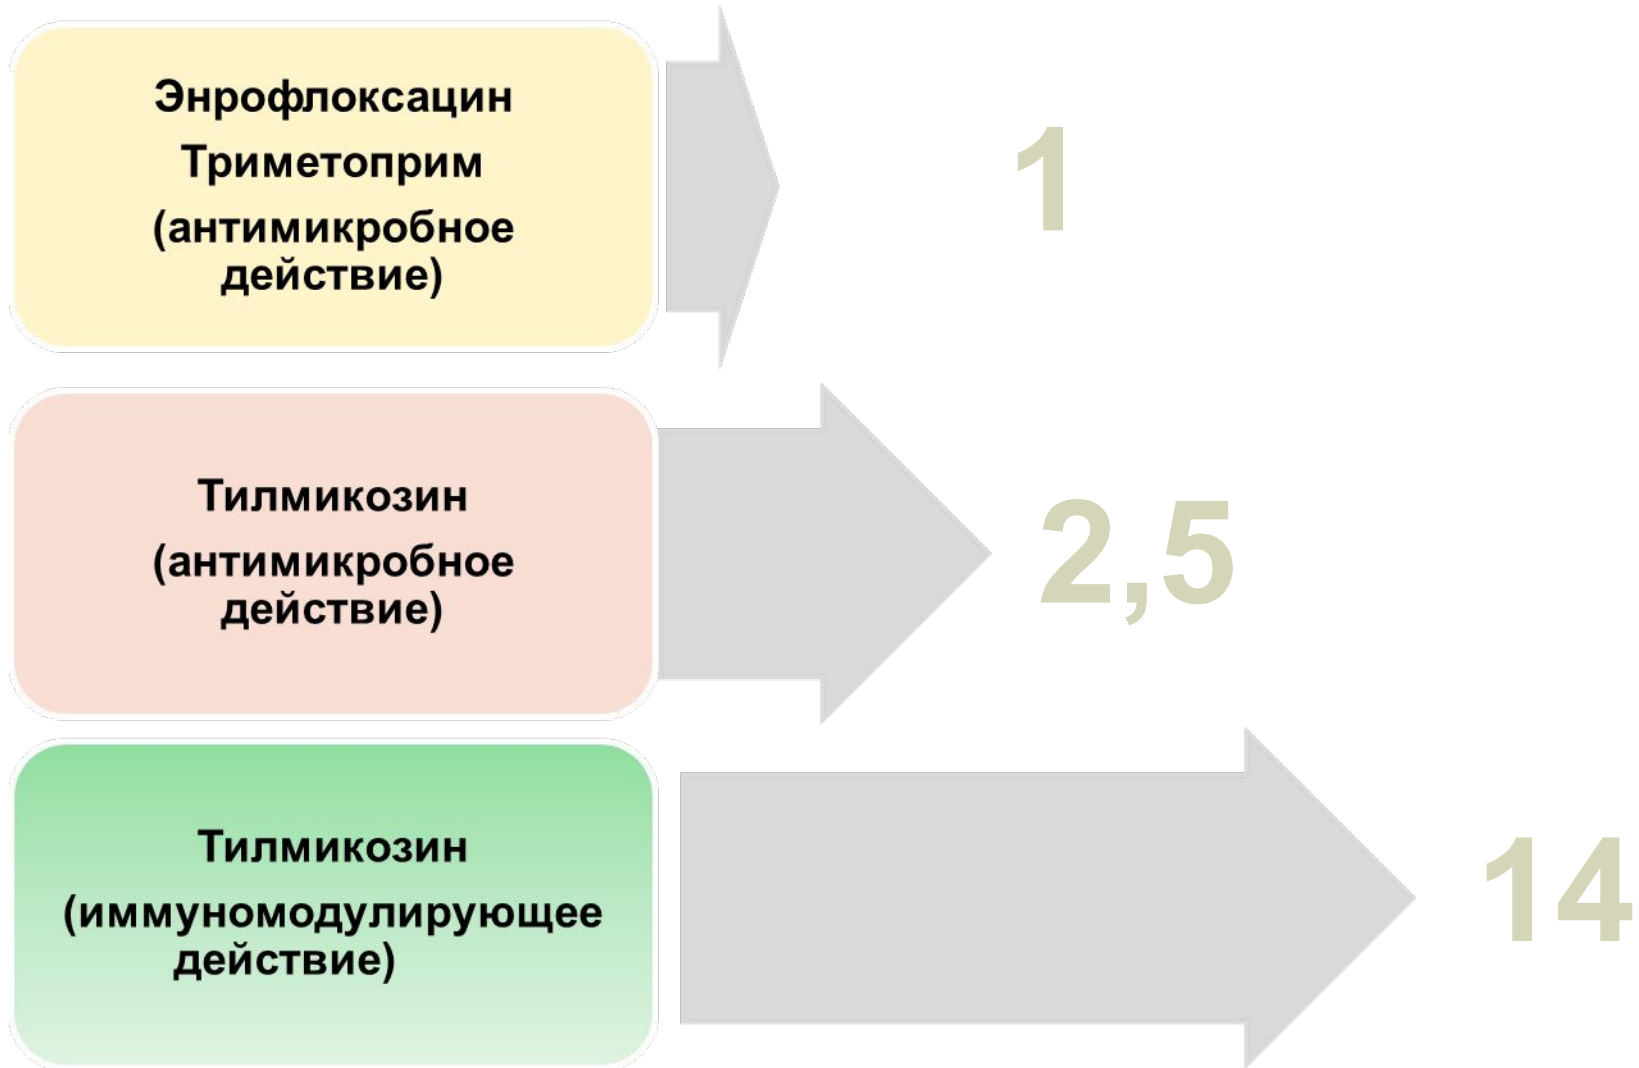 Энрофлоксацин
Триметоприм
(антимикробное
действие)
1
Тилмикозин
(антимикробное
действие)
2,5
Тилмикозин
(иммуномодулирующее
действие)
14